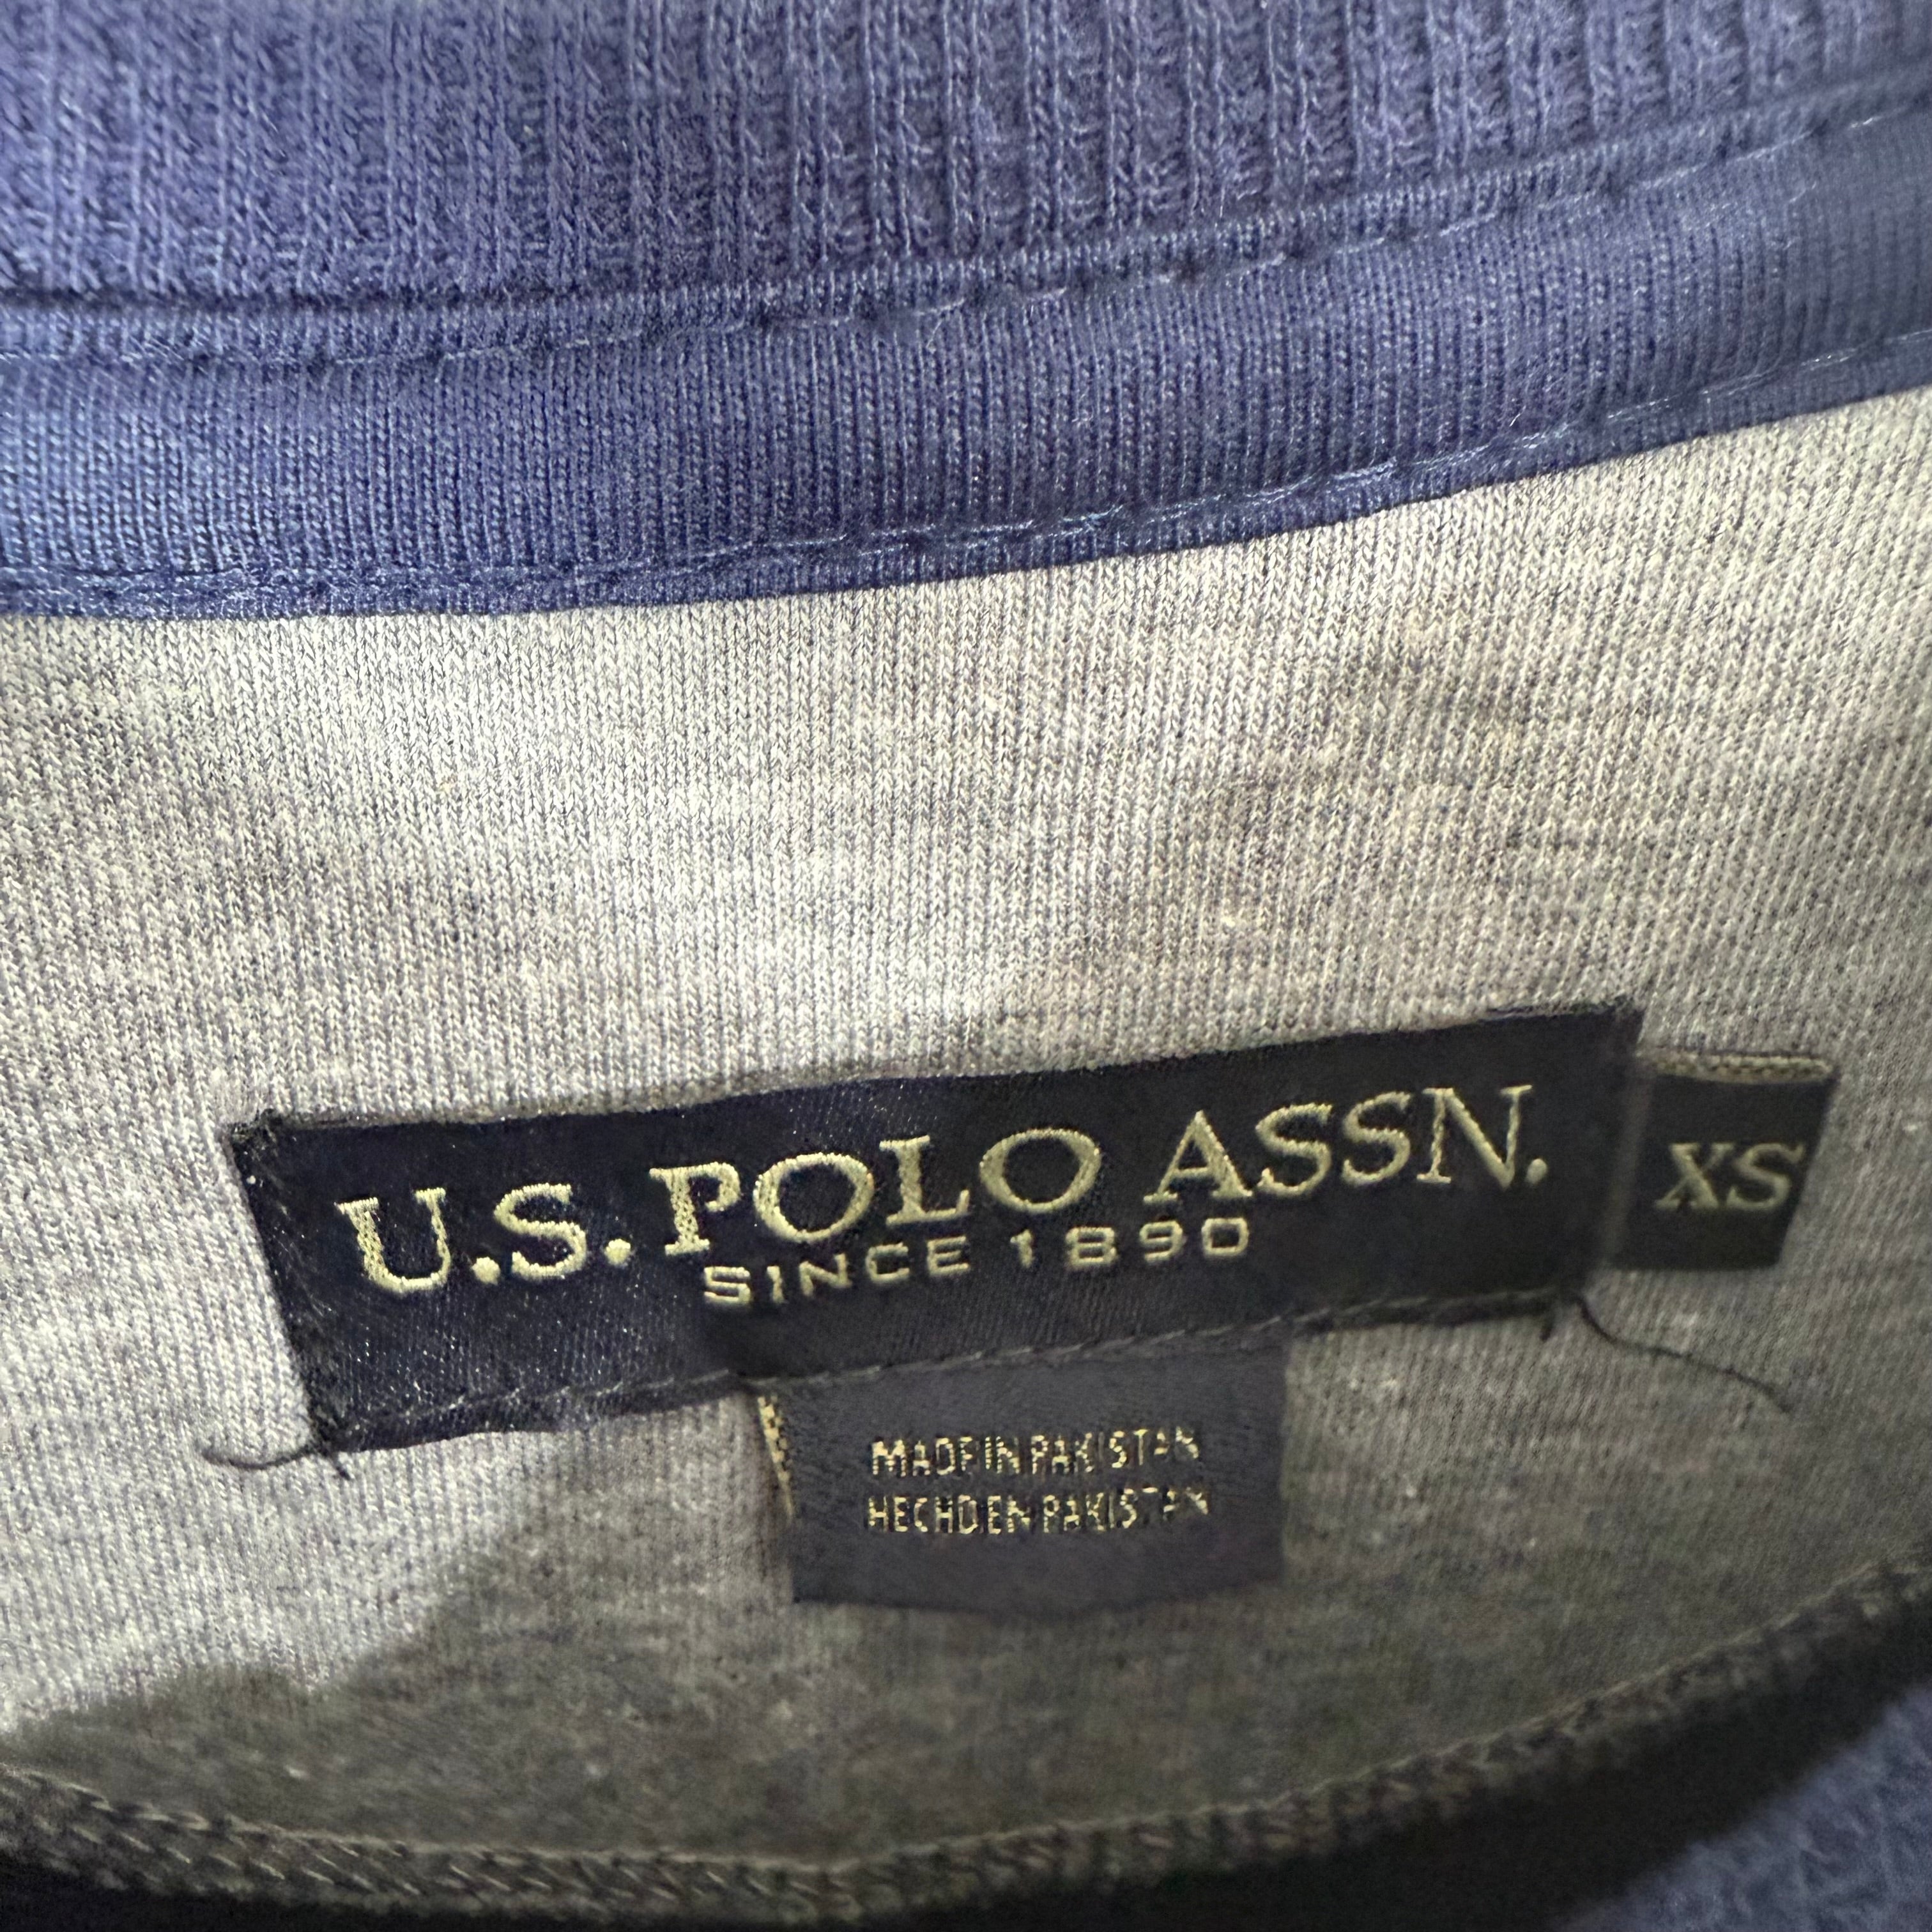 U.S. POLO ASSN.
SINCE 1890
XS
MADE IN PAKISTAN
HECHO EN PAKISTAN